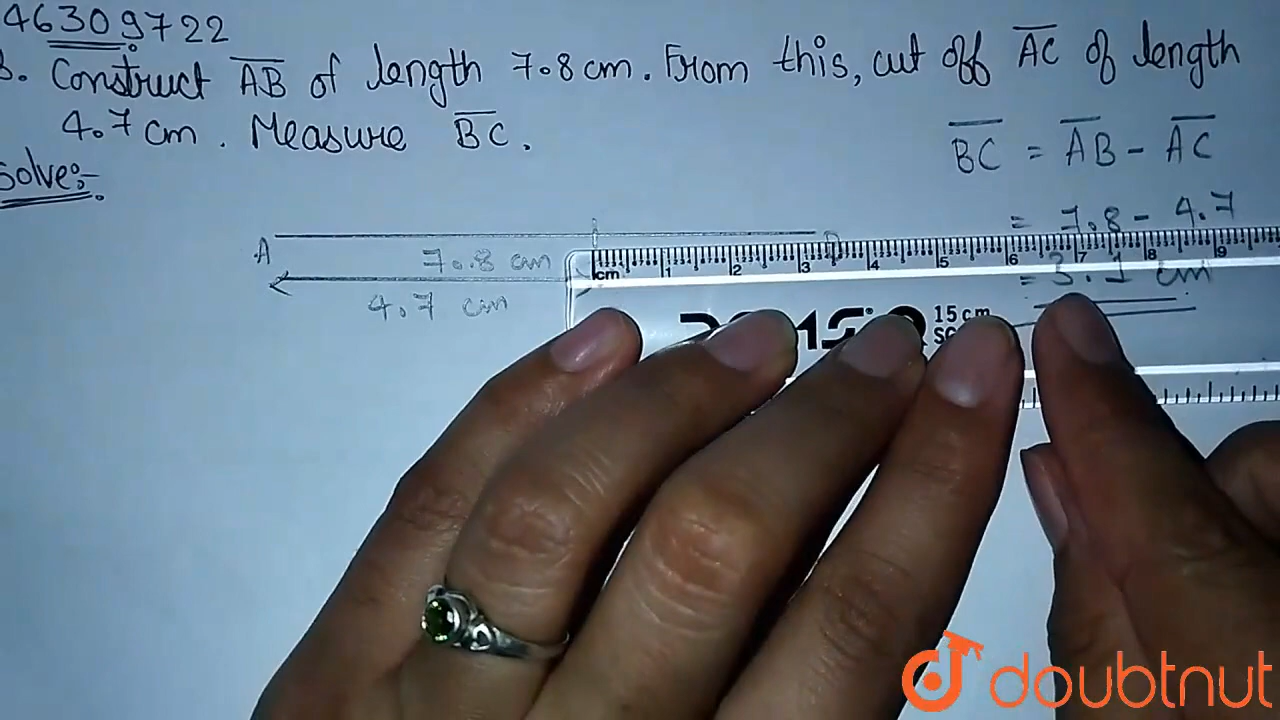 46309722
3. Construct AB of length 7.8 cm. From this, cut off AC of length
4.7 cm. Measure BC.
Solve:-
BC = AB - AC
= 7.8 - 4.7
= 3.1 cm
A
7.8 cm
4.7 cm
cm 1 2 3 4 5 6 7 8 9
15 cm
doubtnut